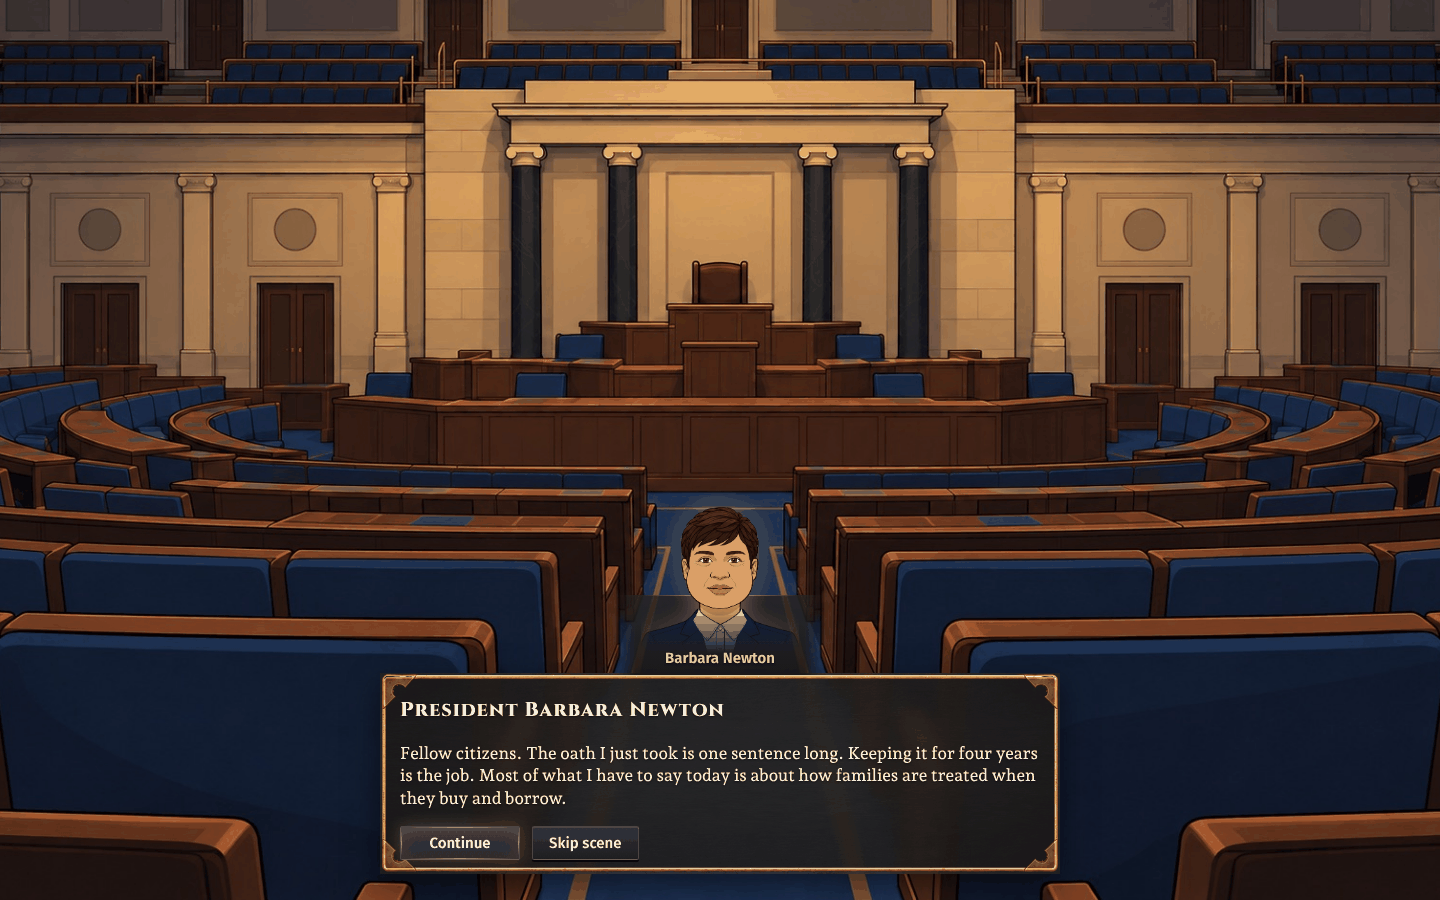 Barbara Newton
President Barbara Newton
Fellow citizens. The oath I just took is one sentence long. Keeping it for four years
is the job. Most of what I have to say today is about how families are treated when
they buy and borrow.
Continue
Skip scene